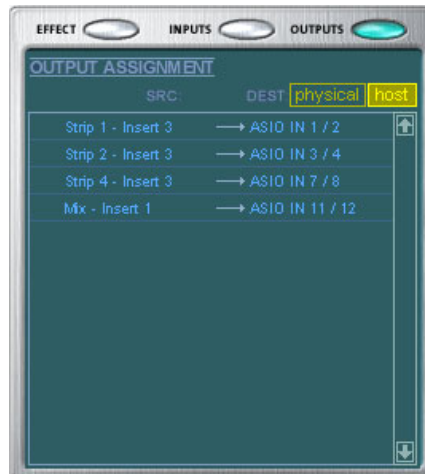 EFFECT INPUTS OUTPUTS
OUTPUT ASSIGNMENT
SRC: DEST: physical host
Strip 1 - Insert 3 → ASIO IN 1 / 2
Strip 2 - Insert 3 → ASIO IN 3 / 4
Strip 4 - Insert 3 → ASIO IN 7 / 8
Mix - Insert 1 → ASIO IN 11 / 12